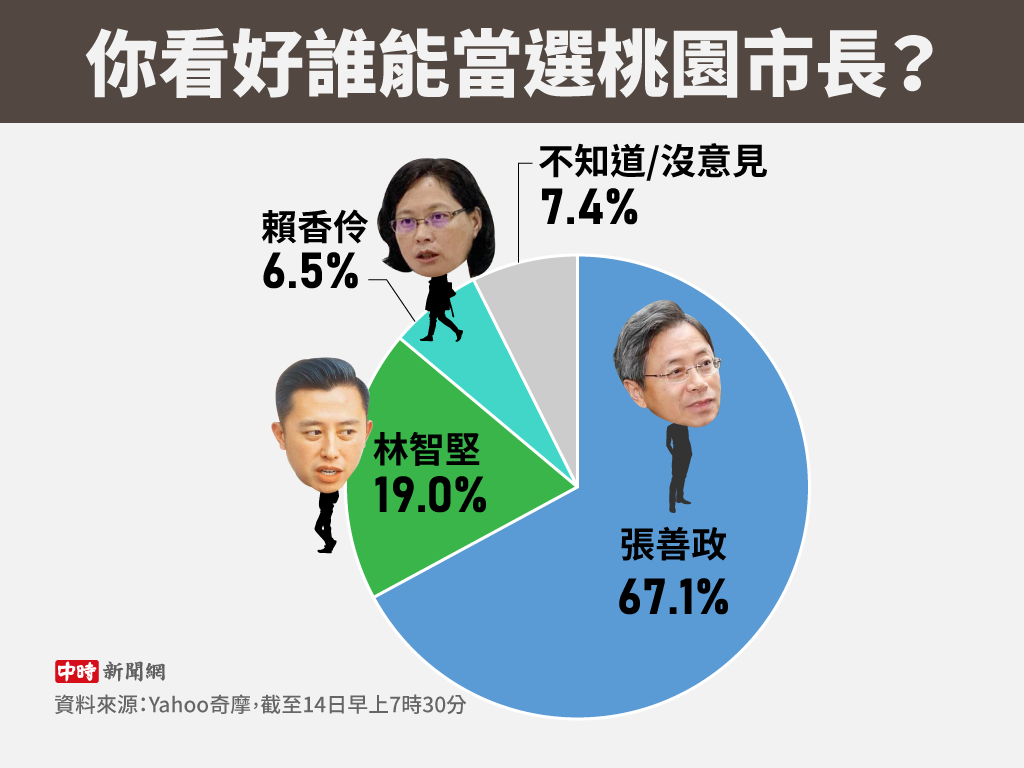 你看好誰能當選桃園市長？
不知道/沒意見
7.4%
賴香伶
6.5%
林智堅
19.0%
張善政
67.1%
中時新聞網
資料來源：Yahoo奇摩，截至14日早上7時30分